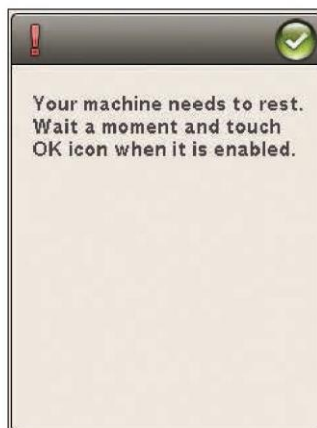 Your machine needs to rest.
Wait a moment and touch
OK icon when it is enabled.